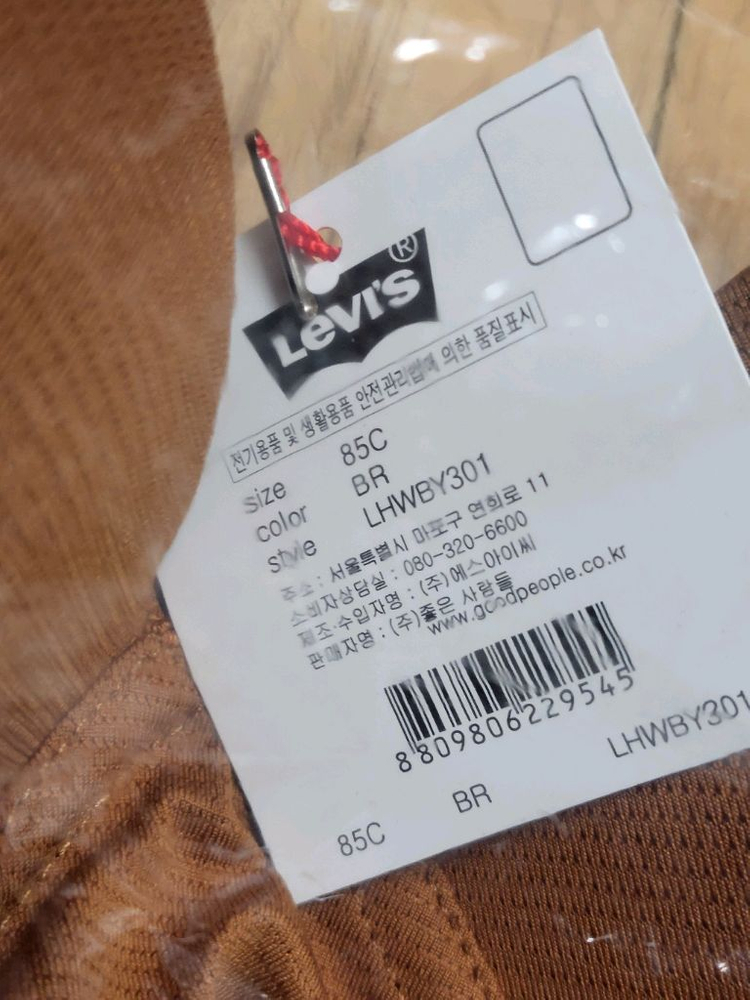 Levi's®
전기용품 및 생활용품 안전관리법에 의한 품질표시
size 85C
color BR
style LHWBY301
주소 : 서울특별시 마포구 연희로 11
소비자상담실 : 080-320-6600
제조·수입자명 : (주)에스아이씨
판매자명 : (주)좋은 사람들
www.goodpeople.co.kr
8809806229545
85C BR LHWBY301